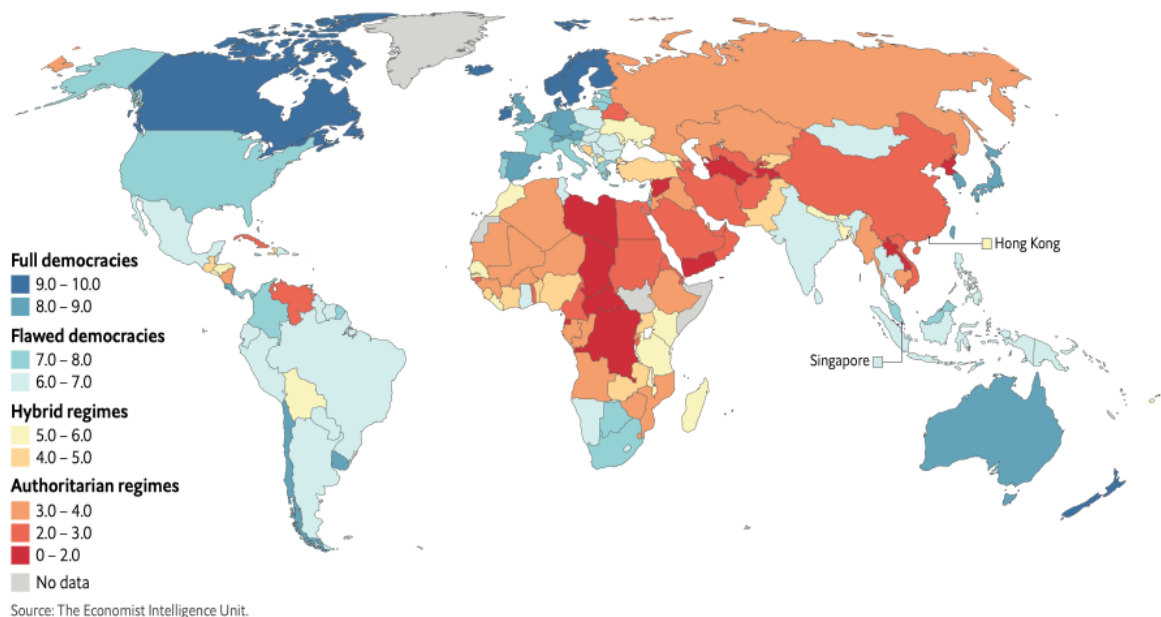 Full democracies
9.0 – 10.0
8.0 – 9.0
Flawed democracies
7.0 – 8.0
6.0 – 7.0
Hybrid regimes
5.0 – 6.0
4.0 – 5.0
Authoritarian regimes
3.0 – 4.0
2.0 – 3.0
0 – 2.0
No data
Source: The Economist Intelligence Unit.
Hong Kong
Singapore